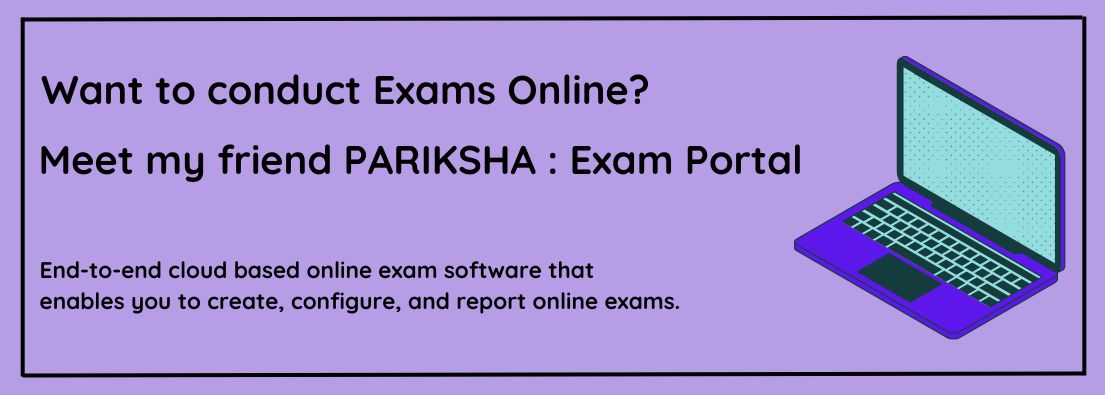 Want to conduct Exams Online?
Meet my friend PARIKSHA : Exam Portal
End-to-end cloud based online exam software that
enables you to create, configure, and report online exams.